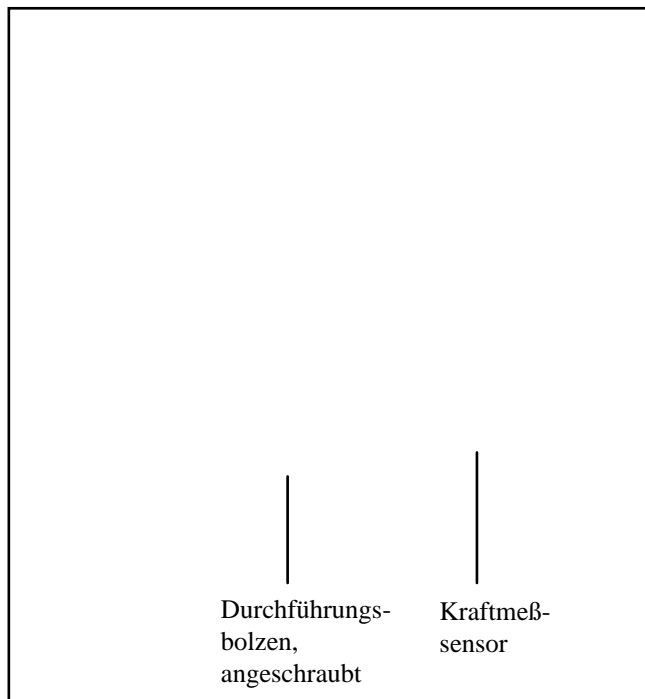 Durchführungs-
bolzen,
angeschraubt
Kraftmeß-
sensor